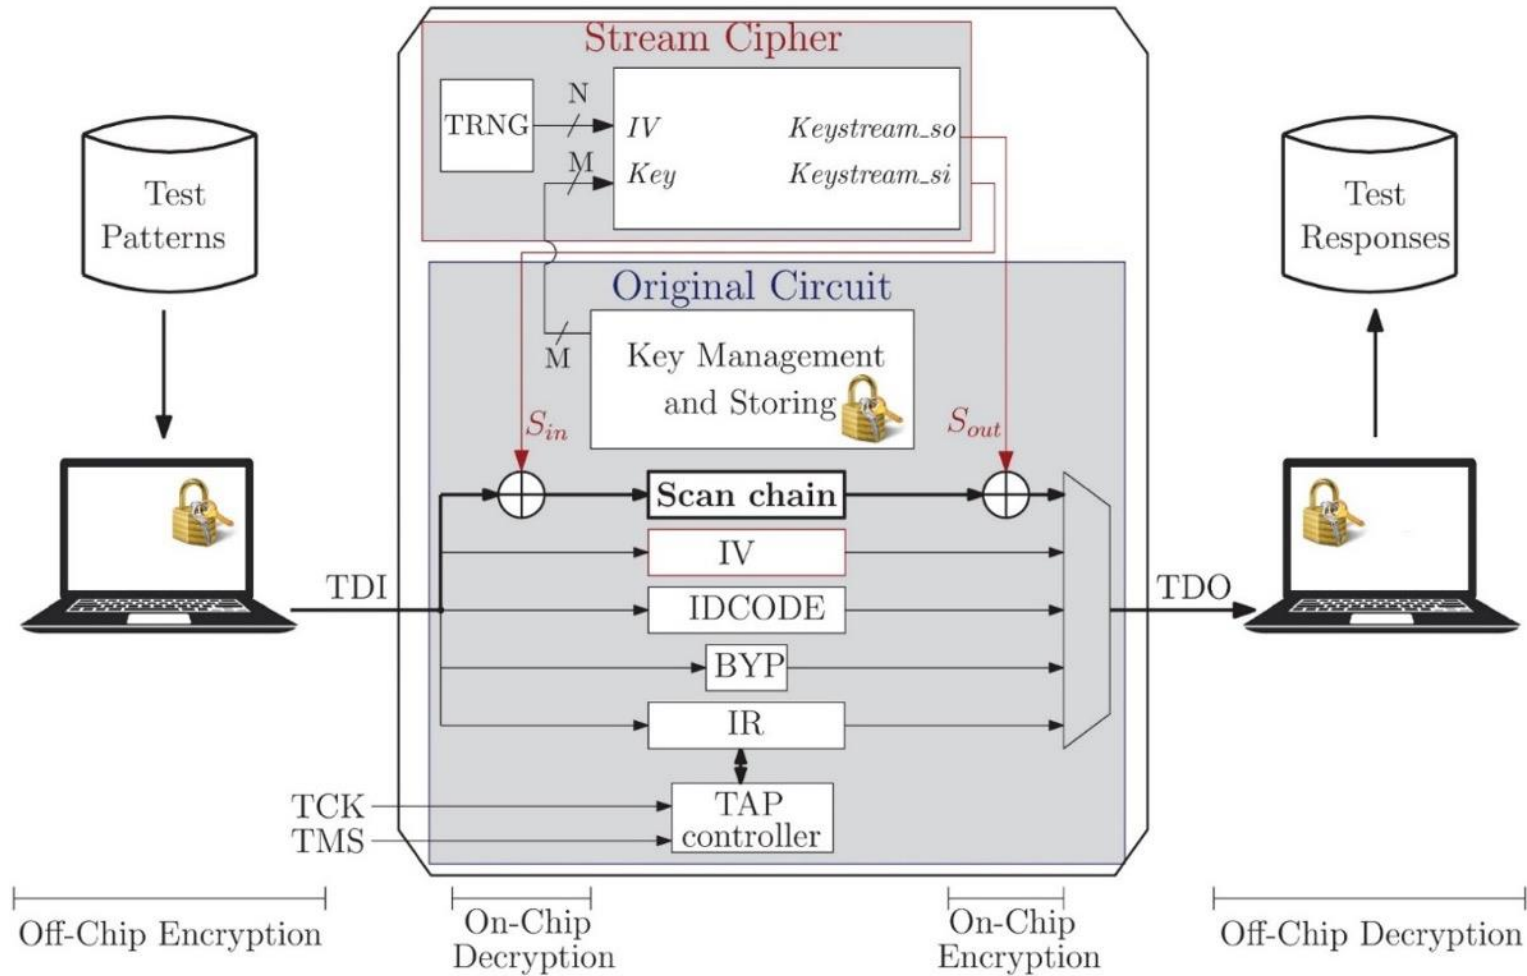 Stream Cipher
TRNG
N
M
IV
Key
Keystream_so
Keystream_si
Test
Patterns
Test
Responses
Original Circuit
Key Management
and Storing
M
S_in
S_out
Scan chain
IV
IDCODE
BYP
IR
TAP
controller
TDI
TDO
TCK
TMS
Off-Chip Encryption
On-Chip
Decryption
On-Chip
Encryption
Off-Chip Decryption